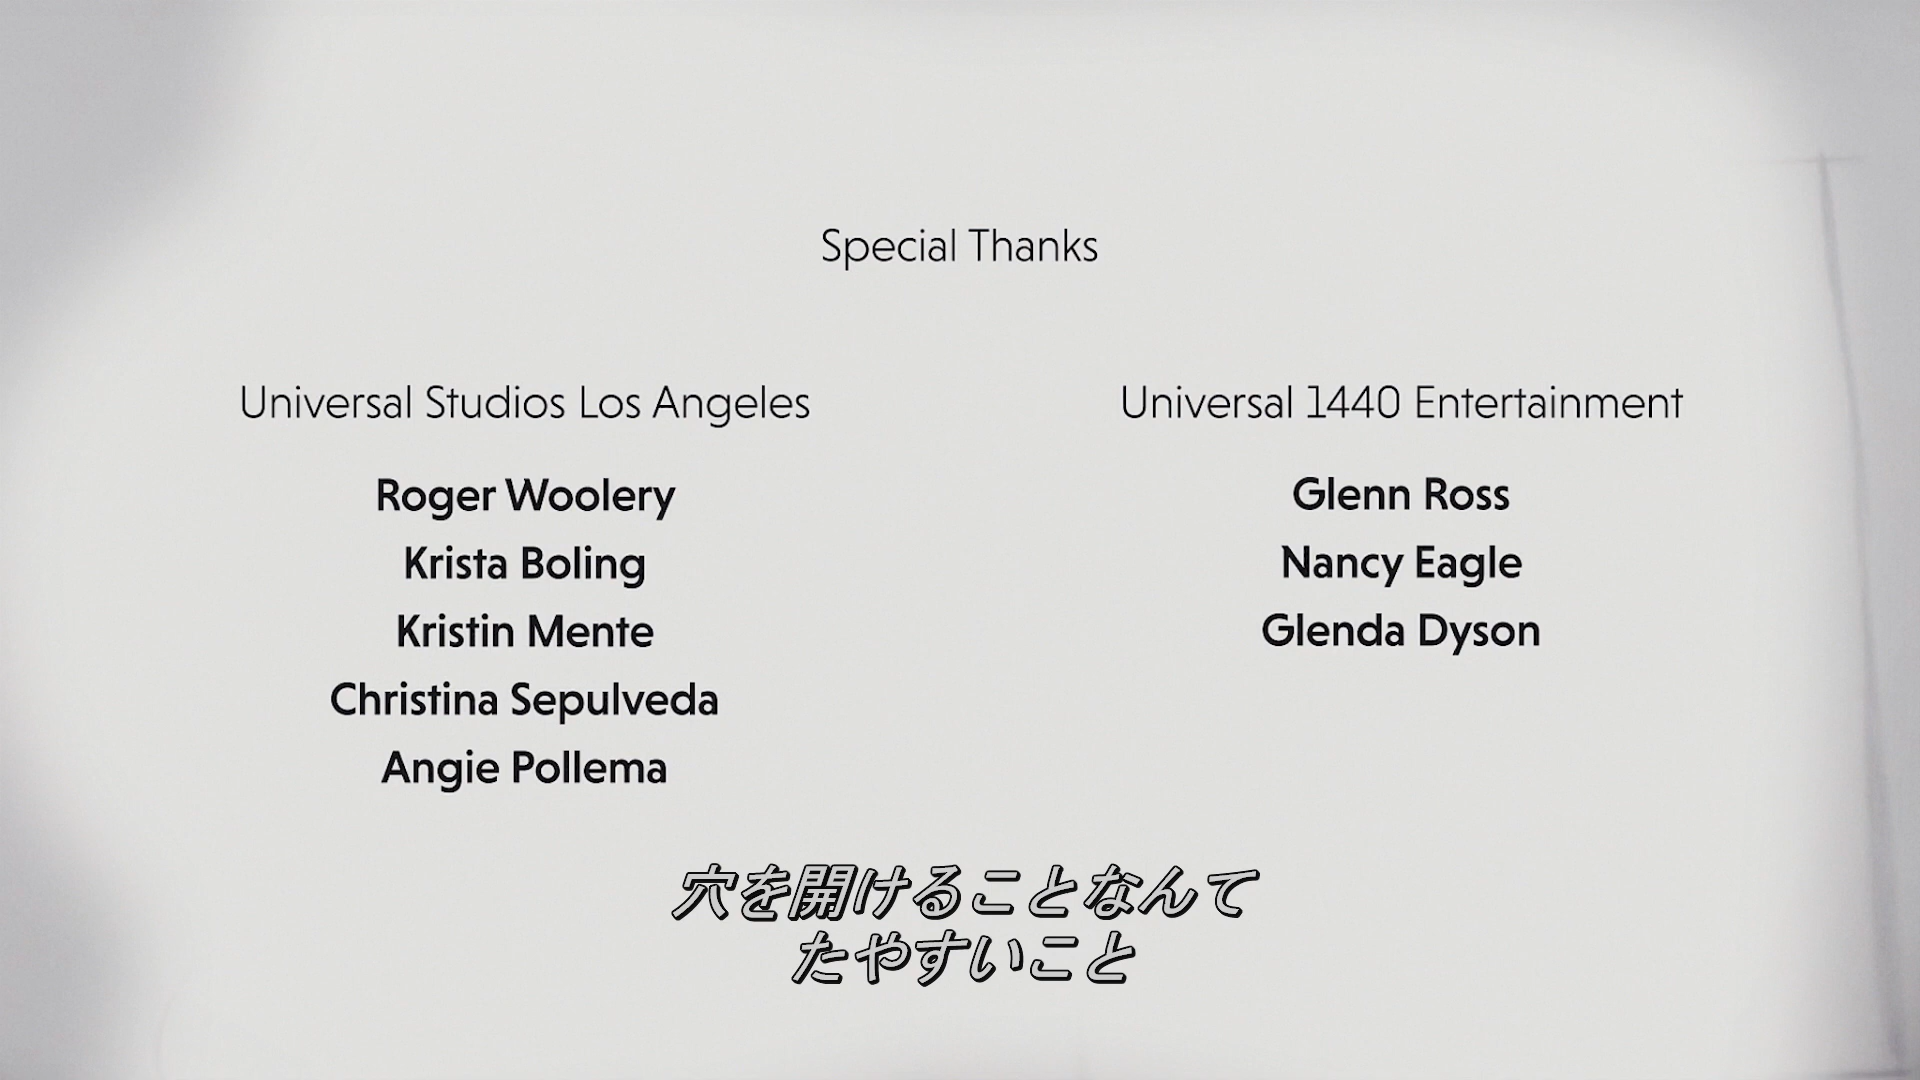 Special Thanks
Universal Studios Los Angeles
Roger Woolery
Krista Boling
Kristin Mente
Christina Sepulveda
Angie Pollema
Universal 1440 Entertainment
Glenn Ross
Nancy Eagle
Glenda Dyson
穴を開けることなんて
たやすいこと